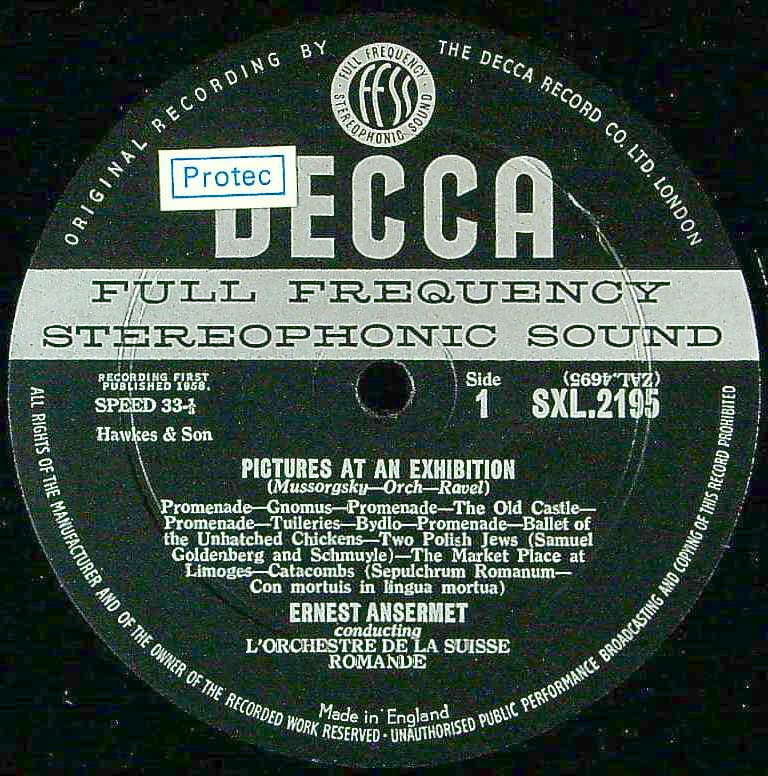 ORIGINAL RECORDING BY THE DECCA RECORD CO. LTD. LONDON
FULL FREQUENCY STEREOPHONIC SOUND
FFSS
Protec
DECCA
FULL FREQUENCY
STEREOPHONIC SOUND
RECORDING FIRST
PUBLISHED 1958.
SPEED 33-⅓
Hawkes & Son
Side
1
(ZAL.4695)
SXL.2195
PICTURES AT AN EXHIBITION
(Mussorgsky—Orch—Ravel)
Promenade—Gnomus—Promenade—The Old Castle—
Promenade—Tuileries—Bydlo—Promenade—Ballet of
the Unhatched Chickens—Two Polish Jews (Samuel
Goldenberg and Schmuyle)—The Market Place at
Limoges—Catacombs (Sepulchrum Romanum—
Con mortuis in lingua mortua)
ERNEST ANSERMET
conducting
L'ORCHESTRE DE LA SUISSE
ROMANDE
Made in England
ALL RIGHTS OF THE MANUFACTURER AND OF THE OWNER OF THE RECORDED WORK RESERVED · UNAUTHORISED PUBLIC PERFORMANCE BROADCASTING AND COPYING OF THIS RECORD PROHIBITED